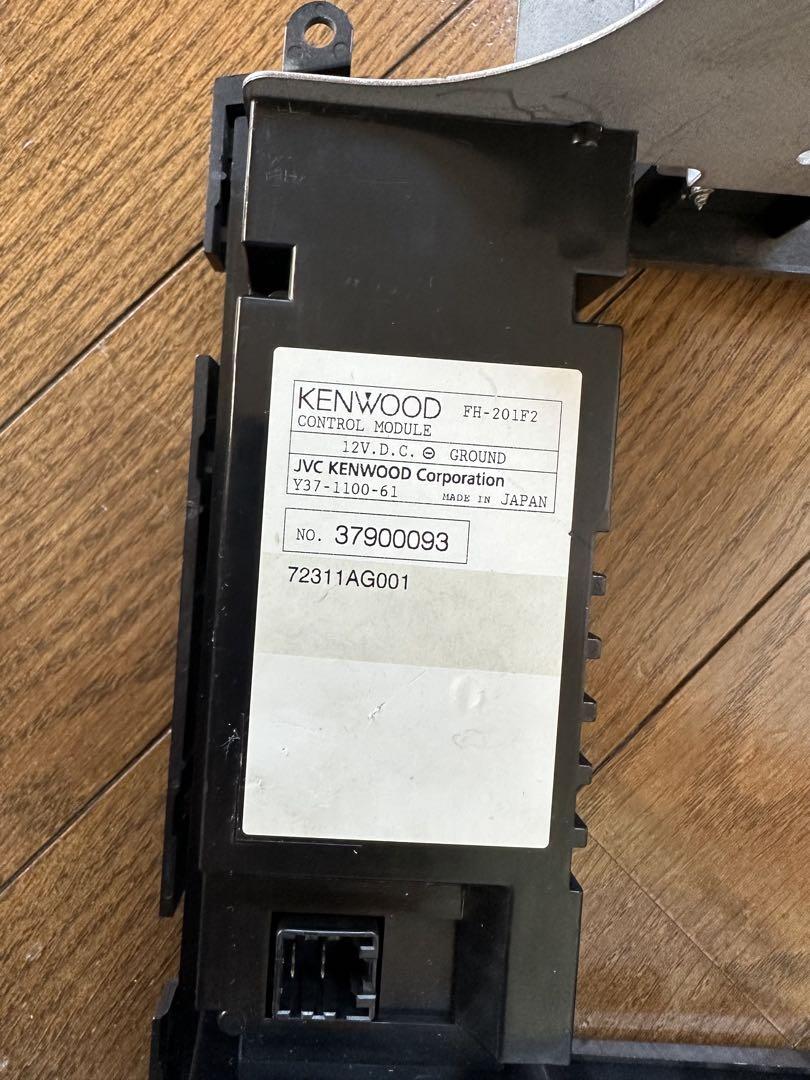 KENWOOD FH-201F2
CONTROL MODULE
12V.D.C. ⊖ GROUND
JVC KENWOOD Corporation
Y37-1100-61 MADE IN JAPAN
NO. 37900093
72311AG001